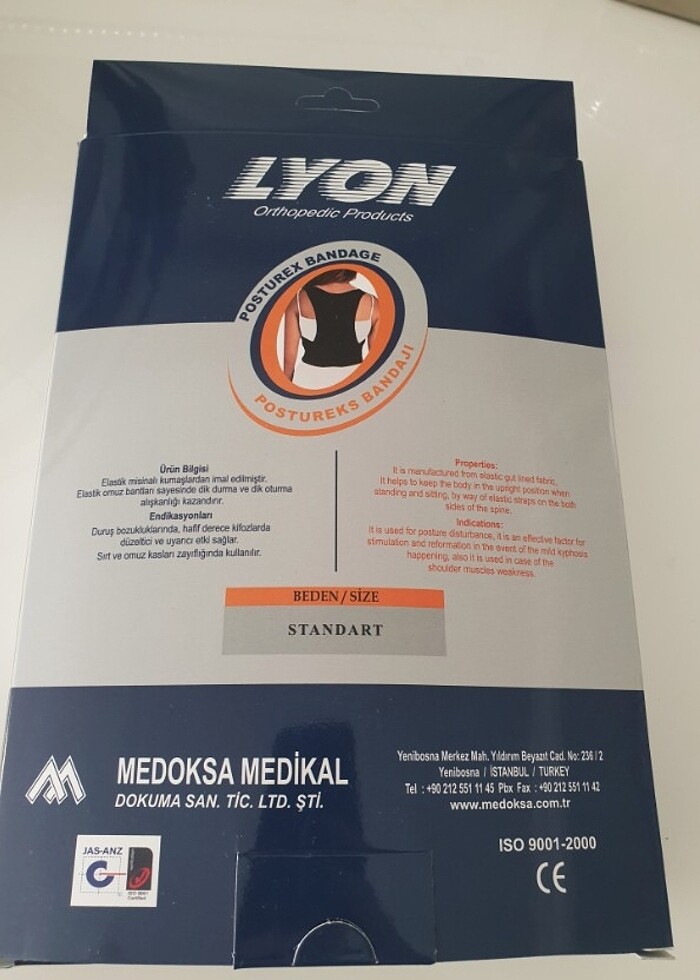 LYON
Orthopedic Products
POSTUREX BANDAGE
POSTUREKS BANDAJI
Ürün Bilgisi
Elastik misinalı kumaşlardan imal edilmiştir.
Elastik omuz bantları sayesinde dik durma ve dik oturma
alışkanlığı kazandırır.
Endikasyonları
Duruş bozukluklarında, hafif derece kifozlarda
düzeltici ve uyarıcı etki sağlar.
Sırt ve omuz kasları zayıflığında kullanılır.
Properties:
It is manufactured from elastic gut lined fabric,
It helps to keep the body in the upright position when
standing and sitting, by way of elastic straps on the both
sides of the spine.
Indications:
It is used for posture disturbance, it is an effective factor for
stimulation and reformation in the event of the mild kyphosis
happening, also it is used in case of the
shoulder muscles weakness.
BEDEN / SİZE
STANDART
MEDOKSA MEDİKAL
DOKUMA SAN. TİC. LTD. ŞTİ.
Yenibosna Merkez Mah. Yıldırım Beyazıt Cad. No: 236 / 2
Yenibosna / İSTANBUL / TURKEY
Tel : +90 212 551 11 45 Pbx Fax : +90 212 551 11 42
www.medoksa.com.tr
ISO 9001-2000
CE
JAS-ANZ
ISO 9001
Certified